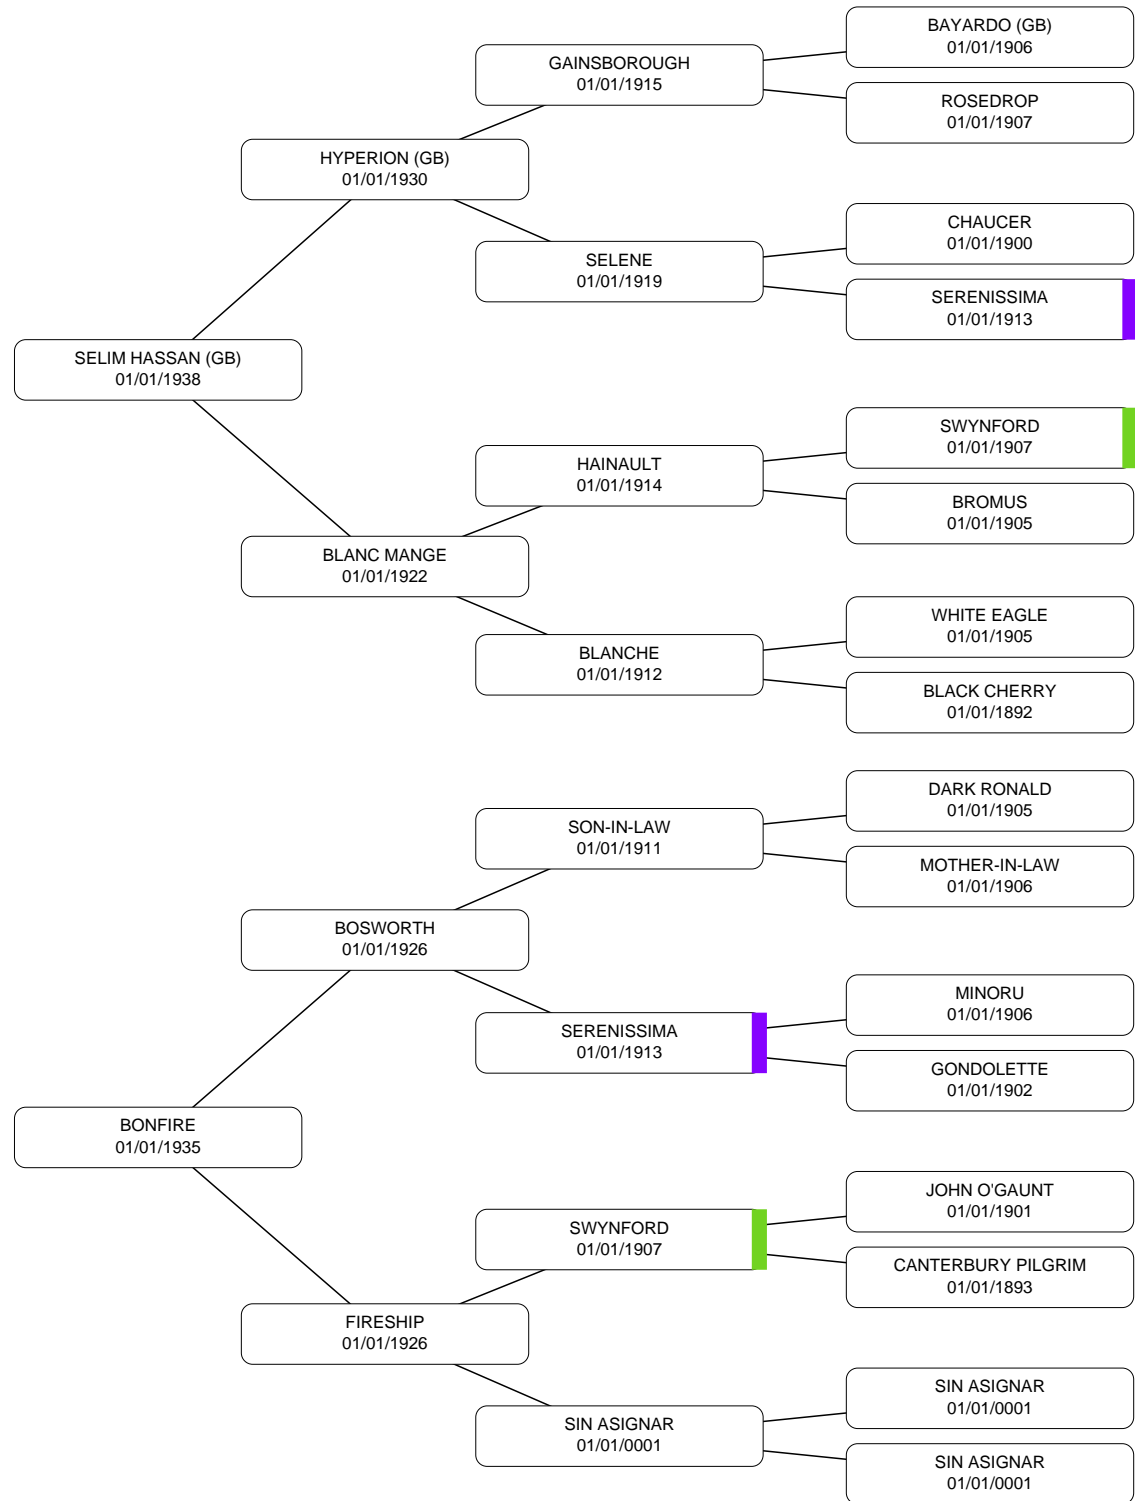 BAYARDO (GB)
01/01/1906
GAINSBOROUGH
01/01/1915
ROSEDROP
01/01/1907
HYPERION (GB)
01/01/1930
CHAUCER
01/01/1900
SELENE
01/01/1919
SERENISSIMA
01/01/1913
SELIM HASSAN (GB)
01/01/1938
SWYNFORD
01/01/1907
HAINAULT
01/01/1914
BROMUS
01/01/1905
BLANC MANGE
01/01/1922
WHITE EAGLE
01/01/1905
BLANCHE
01/01/1912
BLACK CHERRY
01/01/1892
DARK RONALD
01/01/1905
SON-IN-LAW
01/01/1911
MOTHER-IN-LAW
01/01/1906
BOSWORTH
01/01/1926
MINORU
01/01/1906
SERENISSIMA
01/01/1913
GONDOLETTE
01/01/1902
BONFIRE
01/01/1935
JOHN O'GAUNT
01/01/1901
SWYNFORD
01/01/1907
CANTERBURY PILGRIM
01/01/1893
FIRESHIP
01/01/1926
SIN ASIGNAR
01/01/0001
SIN ASIGNAR
01/01/0001
SIN ASIGNAR
01/01/0001